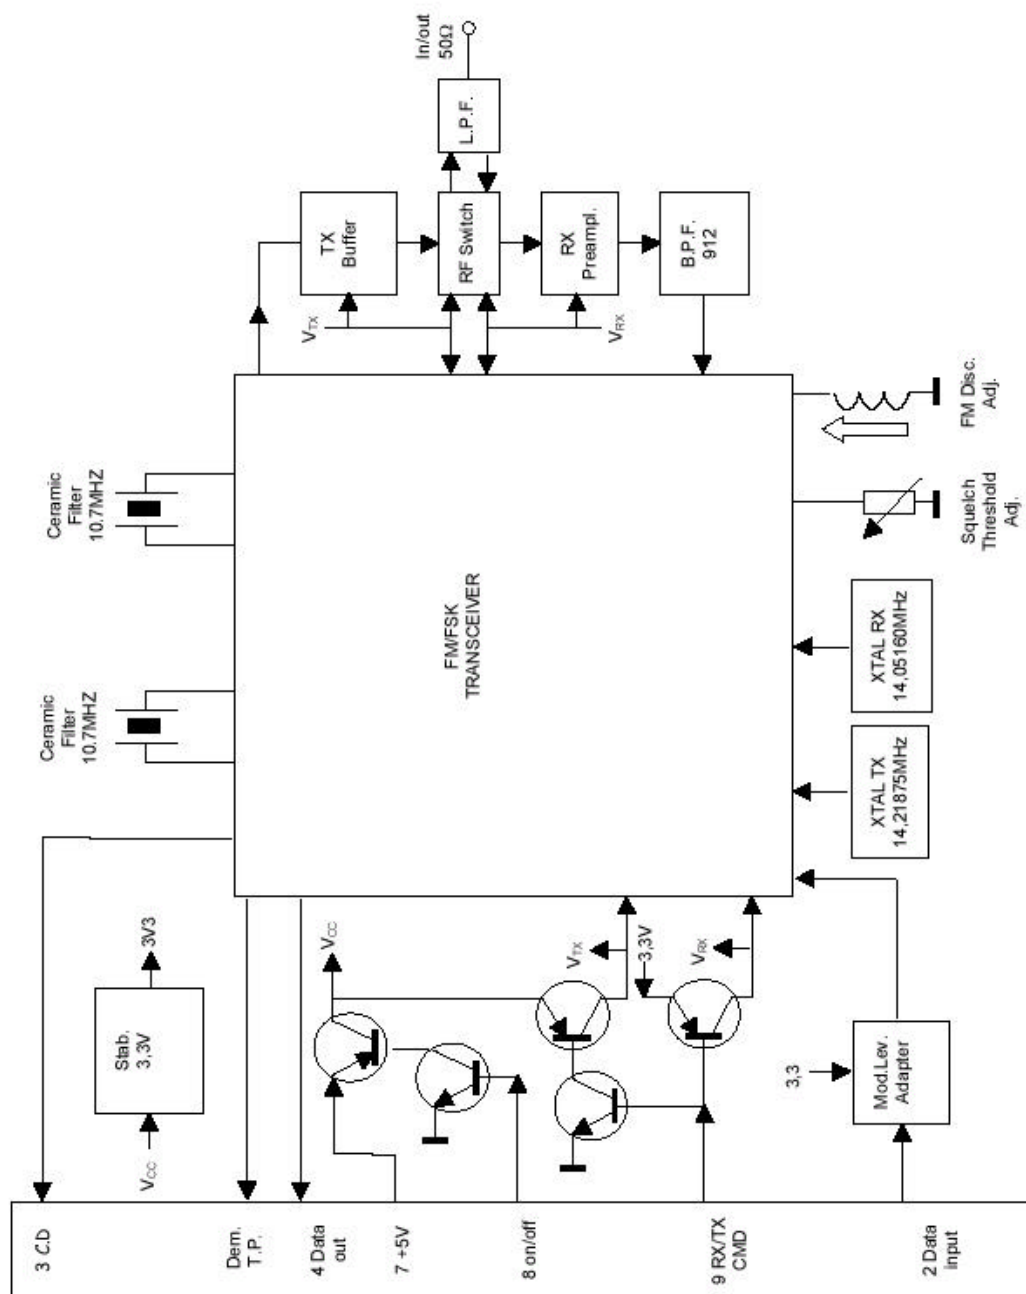 3 C.D
Dem.
T.P.
4 Data
out
7 +5V
8 on/off
9 RX/TX
CMD
2 Data
input
VCC
Stab.
3,3V
3V3
VCC
VTX
3,3V
VRX
3,3
Mod.Lev.
Adapter
Ceramic
Filter
10.7MHZ
Ceramic
Filter
10.7MHZ
FM/FSK
TRANSCEIVER
XTAL TX
14,21875MHz
XTAL RX
14,05160MHz
Squelch
Threshold
Adj.
FM Disc.
Adj.
VTX
VRX
TX
Buffer
RF Switch
RX
Preampl.
B.P.F.
912
L.P.F.
In/out
50Ω